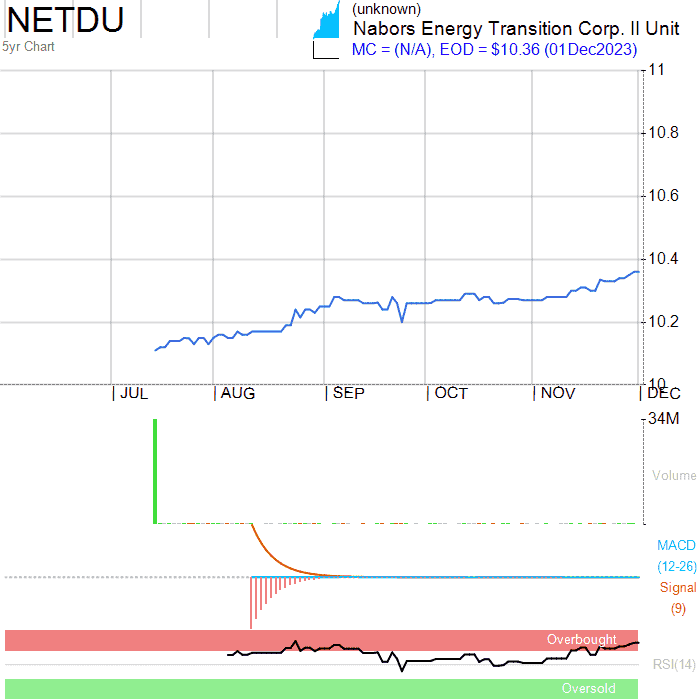 NETDU
5yr Chart
(unknown)
Nabors Energy Transition Corp. II Unit
MC = (N/A), EOD = $10.36 (01Dec2023)
11
10.8
10.6
10.4
10.2
10
JUL AUG SEP OCT NOV DEC
34M
Volume
MACD
(12-26)
Signal
(9)
Overbought
RSI(14)
Oversold